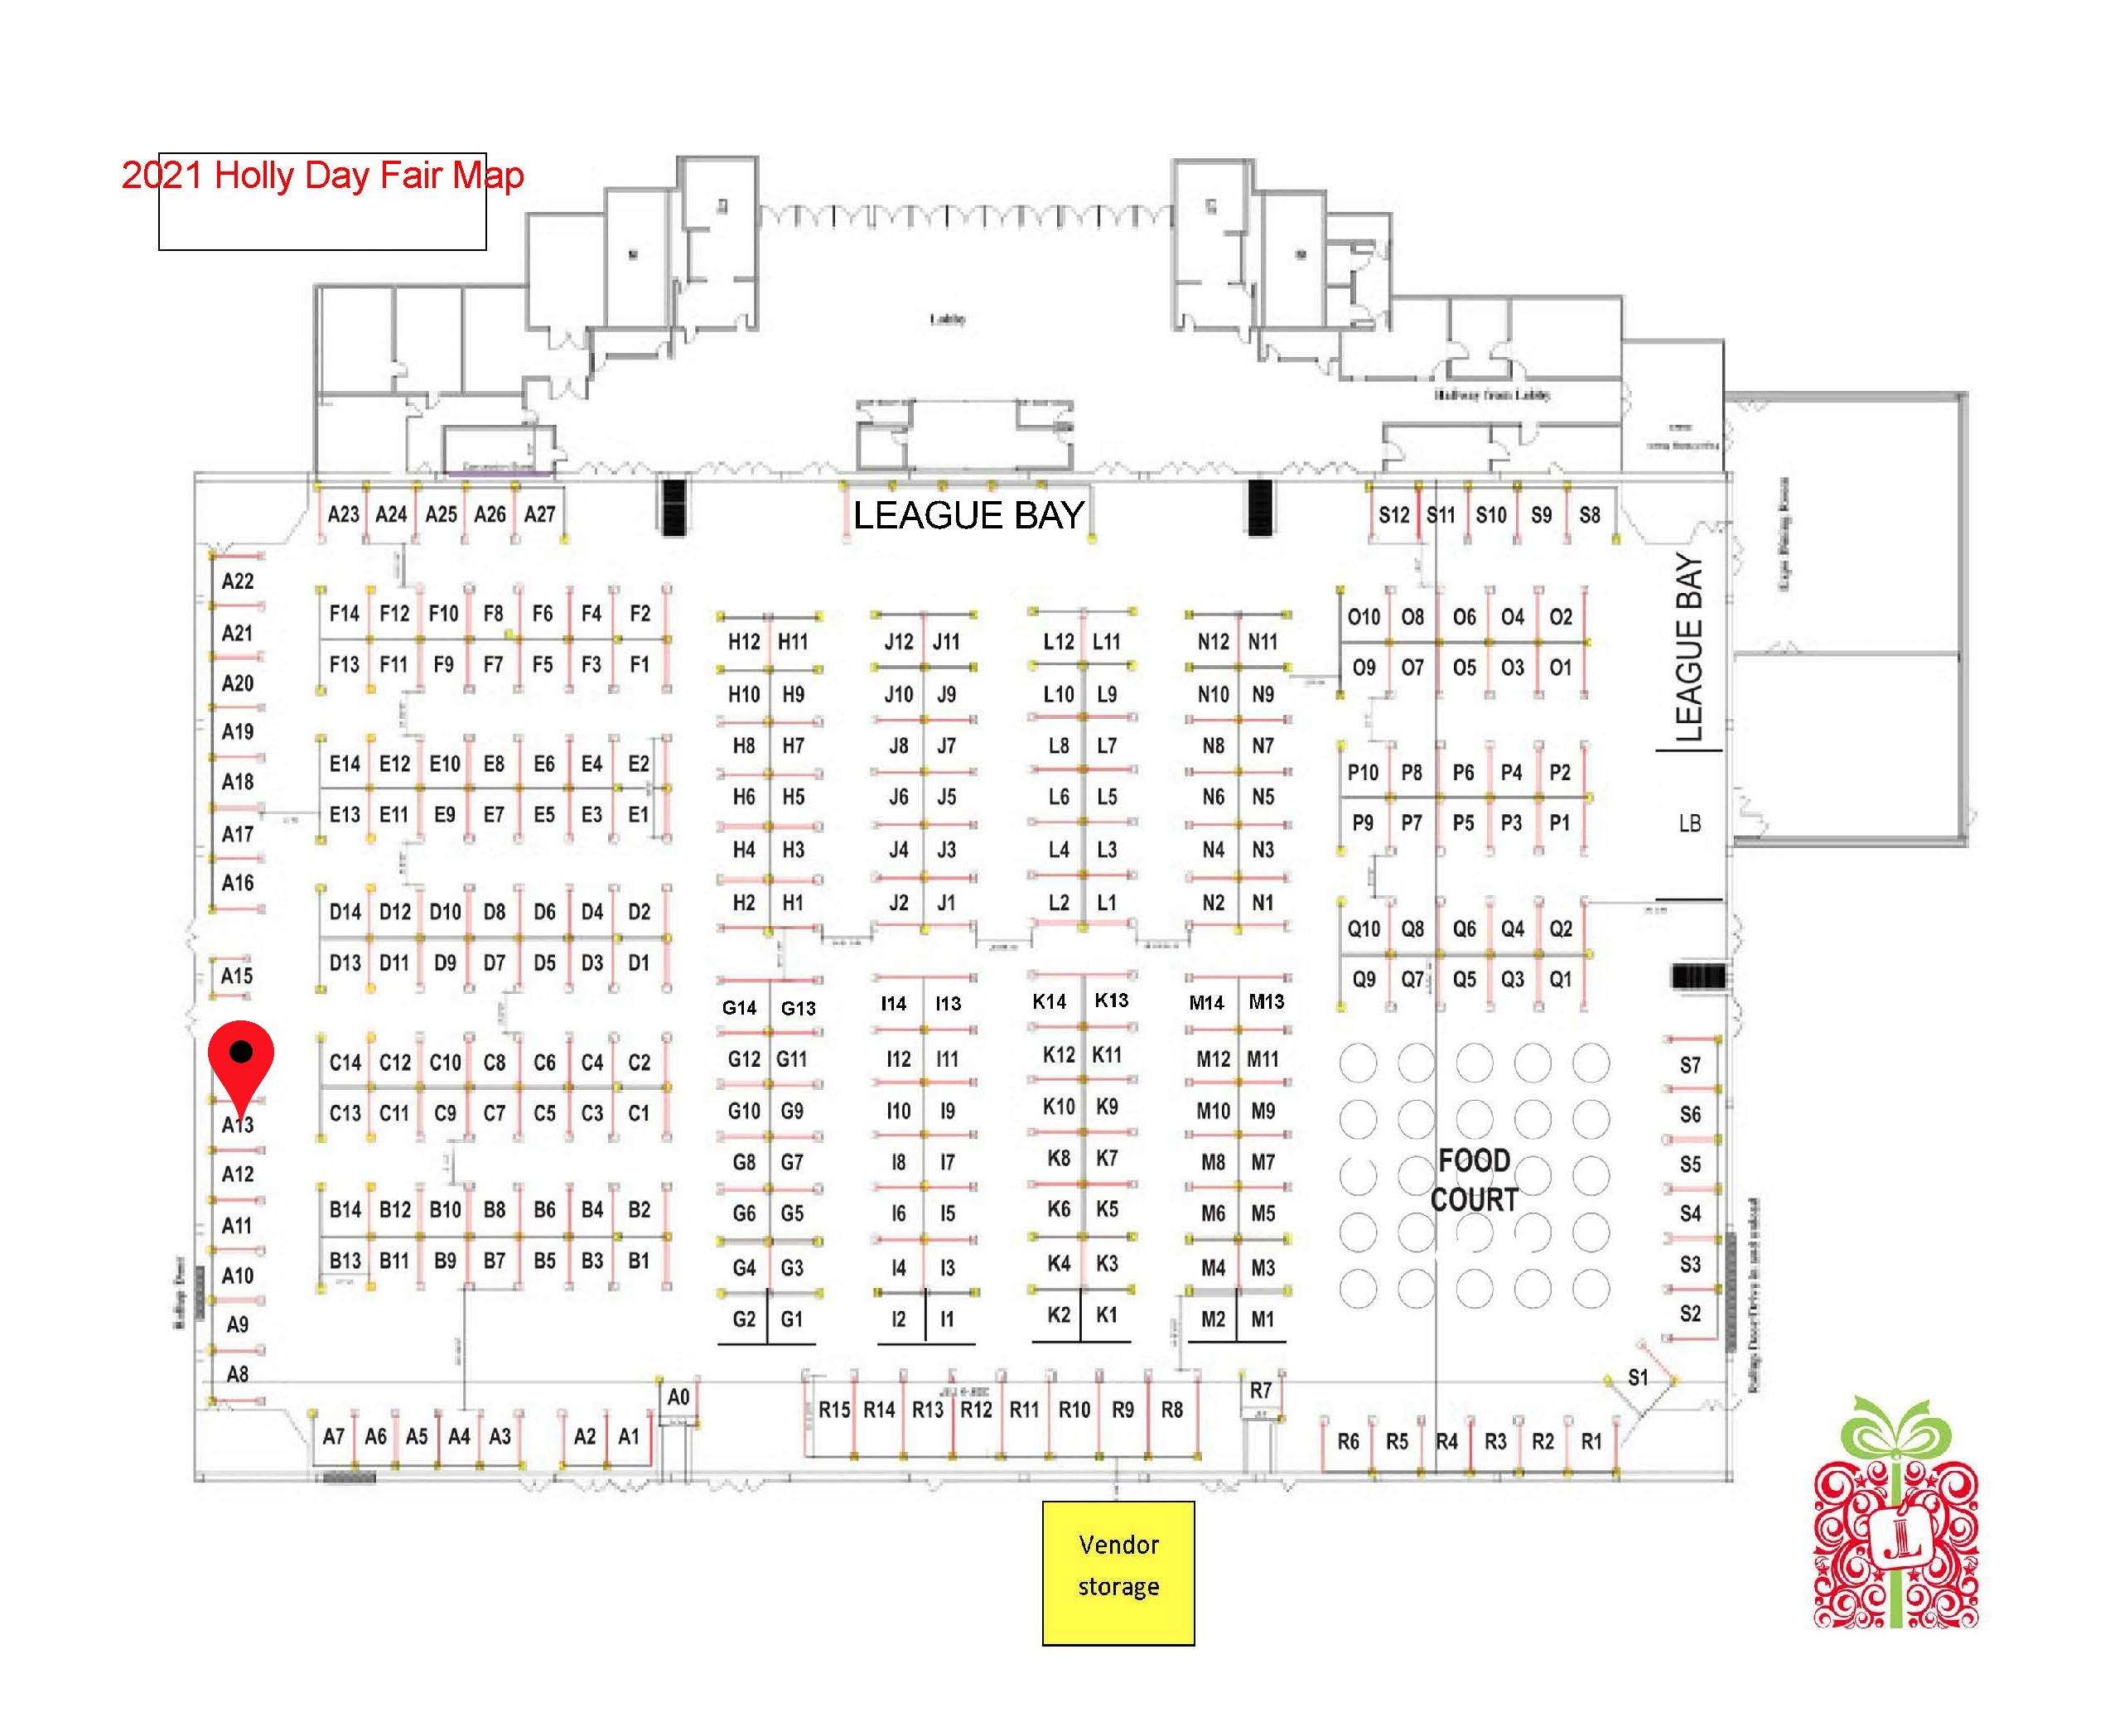 2021 Holly Day Fair Map
Lobby
Hallway from Lobby
LEAGUE BAY
A23 A24 A25 A26 A27
S12 S11 S10 S9 S8
A22
A21
A20
A19
A18
A17
A16
A15
A13
A12
A11
A10
A9
A8
F14 F12 F10 F8 F6 F4 F2
F13 F11 F9 F7 F5 F3 F1
E14 E12 E10 E8 E6 E4 E2
E13 E11 E9 E7 E5 E3 E1
D14 D12 D10 D8 D6 D4 D2
D13 D11 D9 D7 D5 D3 D1
C14 C12 C10 C8 C6 C4 C2
C13 C11 C9 C7 C5 C3 C1
B14 B12 B10 B8 B6 B4 B2
B13 B11 B9 B7 B5 B3 B1
H12 H11
H10 H9
H8 H7
H6 H5
H4 H3
H2 H1
G14 G13
G12 G11
G10 G9
G8 G7
G6 G5
G4 G3
G2 G1
J12 J11
J10 J9
J8 J7
J6 J5
J4 J3
J2 J1
I14 I13
I12 I11
I10 I9
I8 I7
I6 I5
I4 I3
I2 I1
L12 L11
L10 L9
L8 L7
L6 L5
L4 L3
L2 L1
K14 K13
K12 K11
K10 K9
K8 K7
K6 K5
K4 K3
K2 K1
N12 N11
N10 N9
N8 N7
N6 N5
N4 N3
N2 N1
M14 M13
M12 M11
M10 M9
M8 M7
M6 M5
M4 M3
M2 M1
O10 O8 O6 O4 O2
O9 O7 O5 O3 O1
P10 P8 P6 P4 P2
P9 P7 P5 P3 P1
Q10 Q8 Q6 Q4 Q2
Q9 Q7 Q5 Q3 Q1
LEAGUE BAY
LB
FOOD
COURT
S7
S6
S5
S4
S3
S2
S1
A7 A6 A5 A4 A3 A2 A1
A0
R15 R14 R13 R12 R11 R10 R9 R8
R7
R6 R5 R4 R3 R2 R1
Vendor
storage
JL